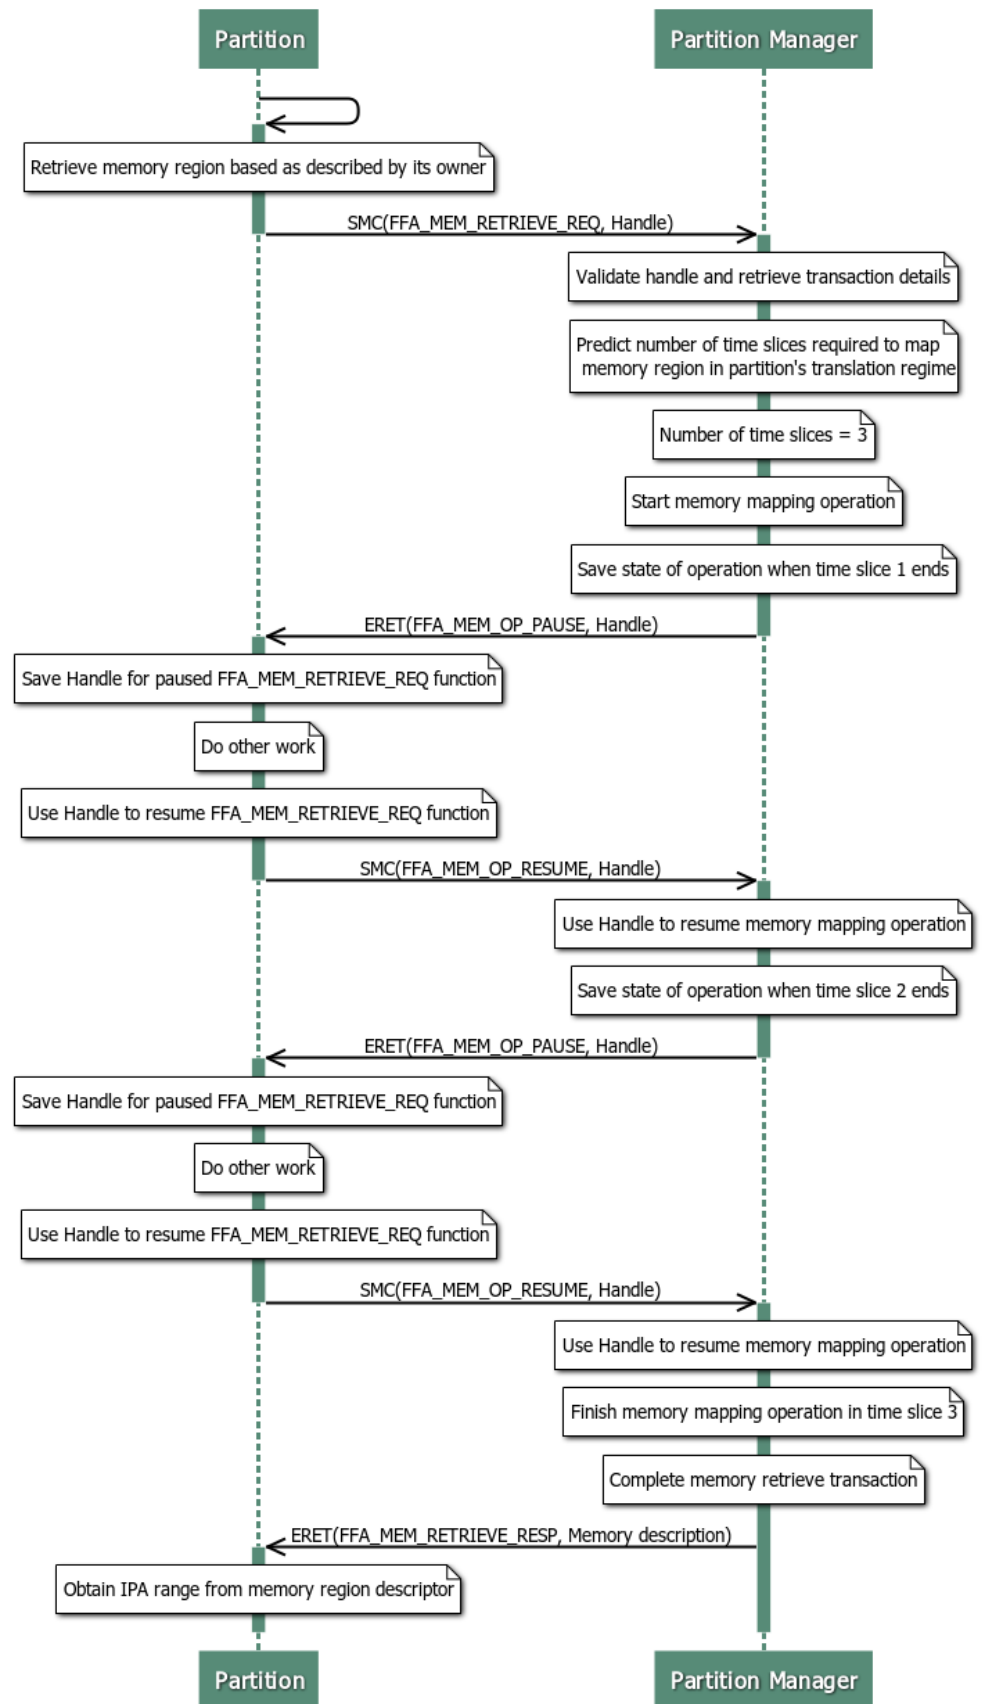 Partition
Partition Manager
Retrieve memory region based as described by its owner
SMC(FFA_MEM_RETRIEVE_REQ, Handle)
Validate handle and retrieve transaction details
Predict number of time slices required to map
memory region in partition's translation regime
Number of time slices = 3
Start memory mapping operation
Save state of operation when time slice 1 ends
ERET(FFA_MEM_OP_PAUSE, Handle)
Save Handle for paused FFA_MEM_RETRIEVE_REQ function
Do other work
Use Handle to resume FFA_MEM_RETRIEVE_REQ function
SMC(FFA_MEM_OP_RESUME, Handle)
Use Handle to resume memory mapping operation
Save state of operation when time slice 2 ends
ERET(FFA_MEM_OP_PAUSE, Handle)
Save Handle for paused FFA_MEM_RETRIEVE_REQ function
Do other work
Use Handle to resume FFA_MEM_RETRIEVE_REQ function
SMC(FFA_MEM_OP_RESUME, Handle)
Use Handle to resume memory mapping operation
Finish memory mapping operation in time slice 3
Complete memory retrieve transaction
ERET(FFA_MEM_RETRIEVE_RESP, Memory description)
Obtain IPA range from memory region descriptor
Partition
Partition Manager